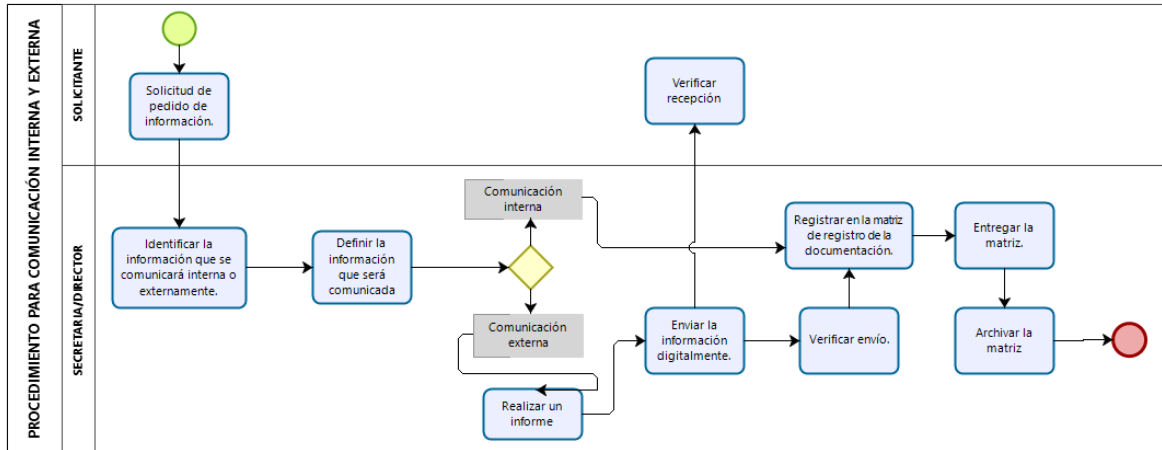 PROCEDIMIENTO PARA COMUNICACIÓN INTERNA Y EXTERNA
SOLICITANTE
Solicitud de
pedido de
información.
Verificar
recepción
SECRETARIA/DIRECTOR
Identificar la
información que se
comunicará interna o
externamente.
Definir la
información
que será
comunicada
Comunicación
interna
Comunicación
externa
Realizar un
informe
Enviar la
información
digitalmente.
Verificar envío.
Registrar en la matriz
de registro de la
documentación.
Entregar la
matriz.
Archivar la
matriz